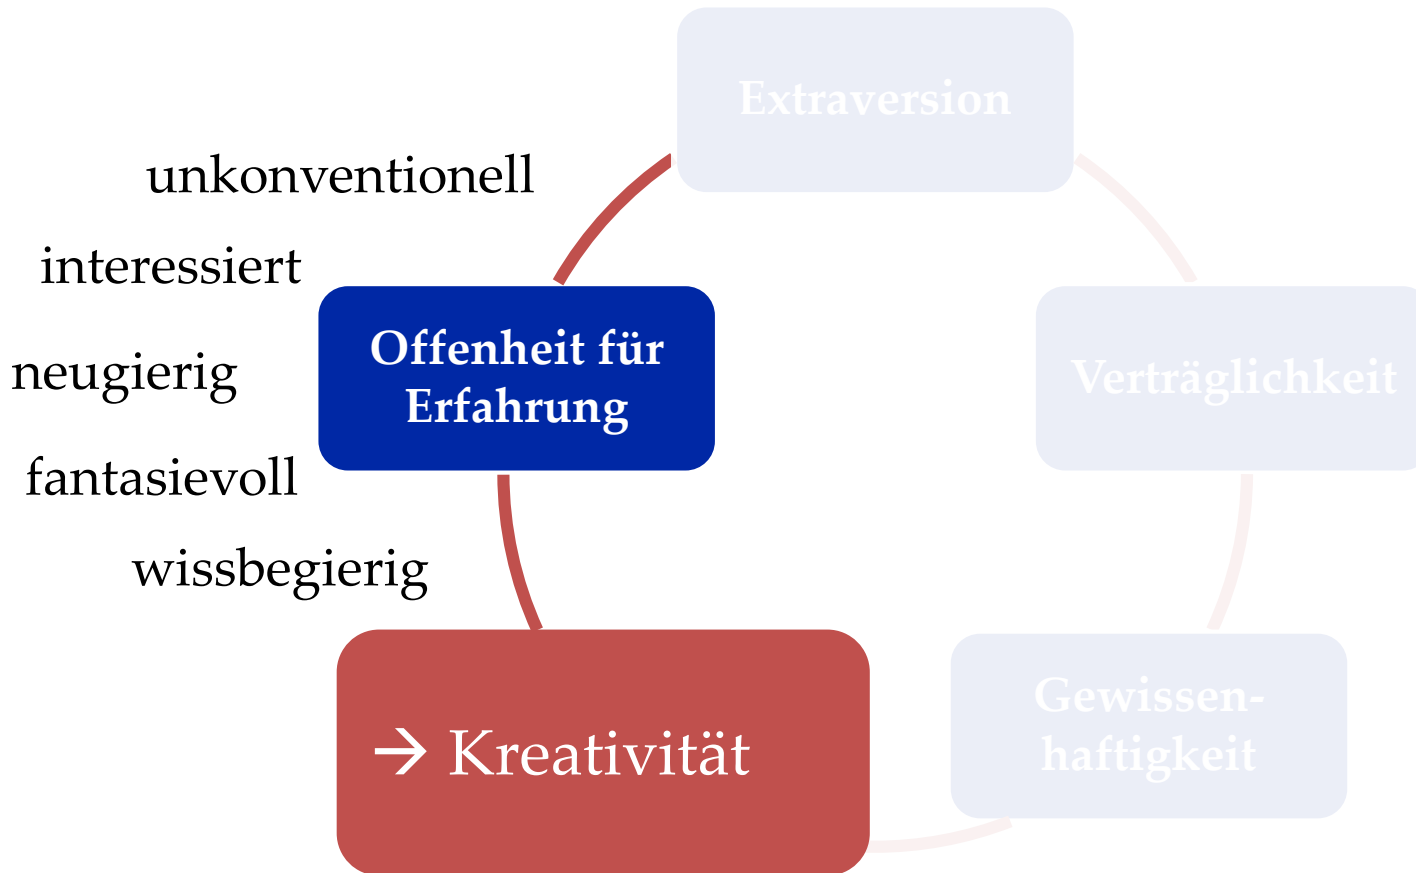 Extraversion
unkonventionell
interessiert
Offenheit für
Erfahrung
neugierig
Verträglichkeit
fantasievoll
wissbegierig
Gewissen-
haftigkeit
→ Kreativität